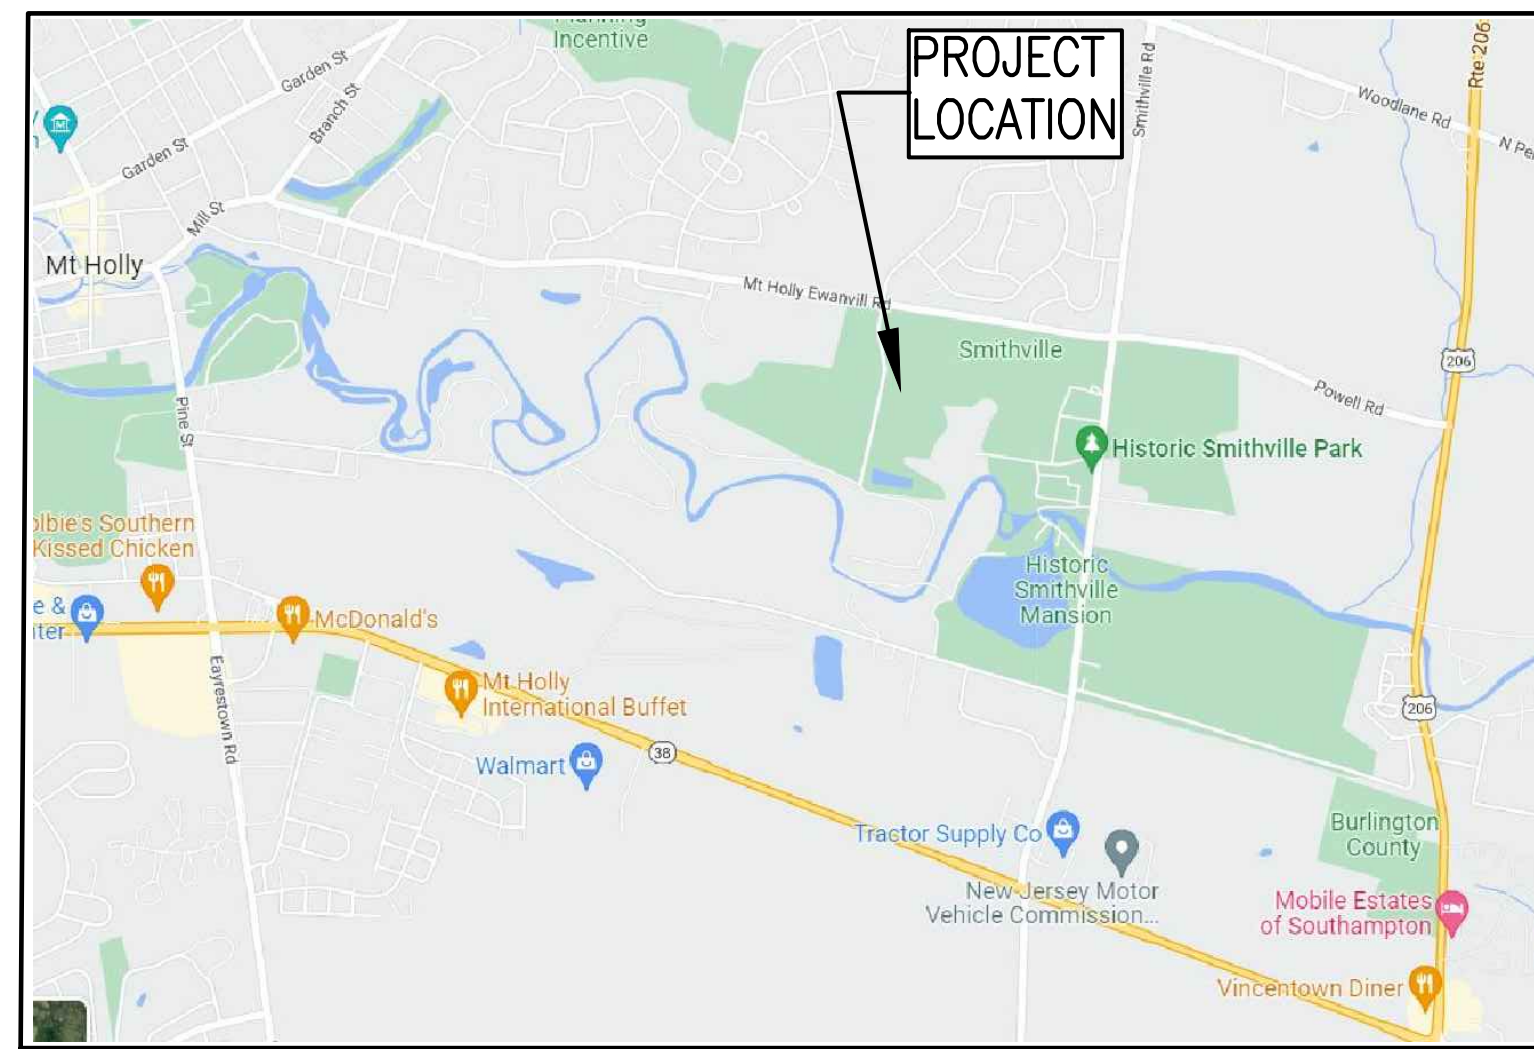 Incentive
PROJECT
LOCATION
Smithville Rd
Rte 206
Garden St
Branch St
Woodlane Rd
Garden St
Mill St
Mt Holly
Mt Holly Ewanvill Rd
Smithville
206
Powell Rd
Pine St
Historic Smithville Park
Southern
Kissed Chicken
Historic
Smithville
Mansion
McDonald's
Eayrestown Rd
Mt Holly
International Buffet
206
38
Walmart
Tractor Supply Co
Burlington
County
New Jersey Motor
Vehicle Commission...
Mobile Estates
of Southampton
Vincentown Diner